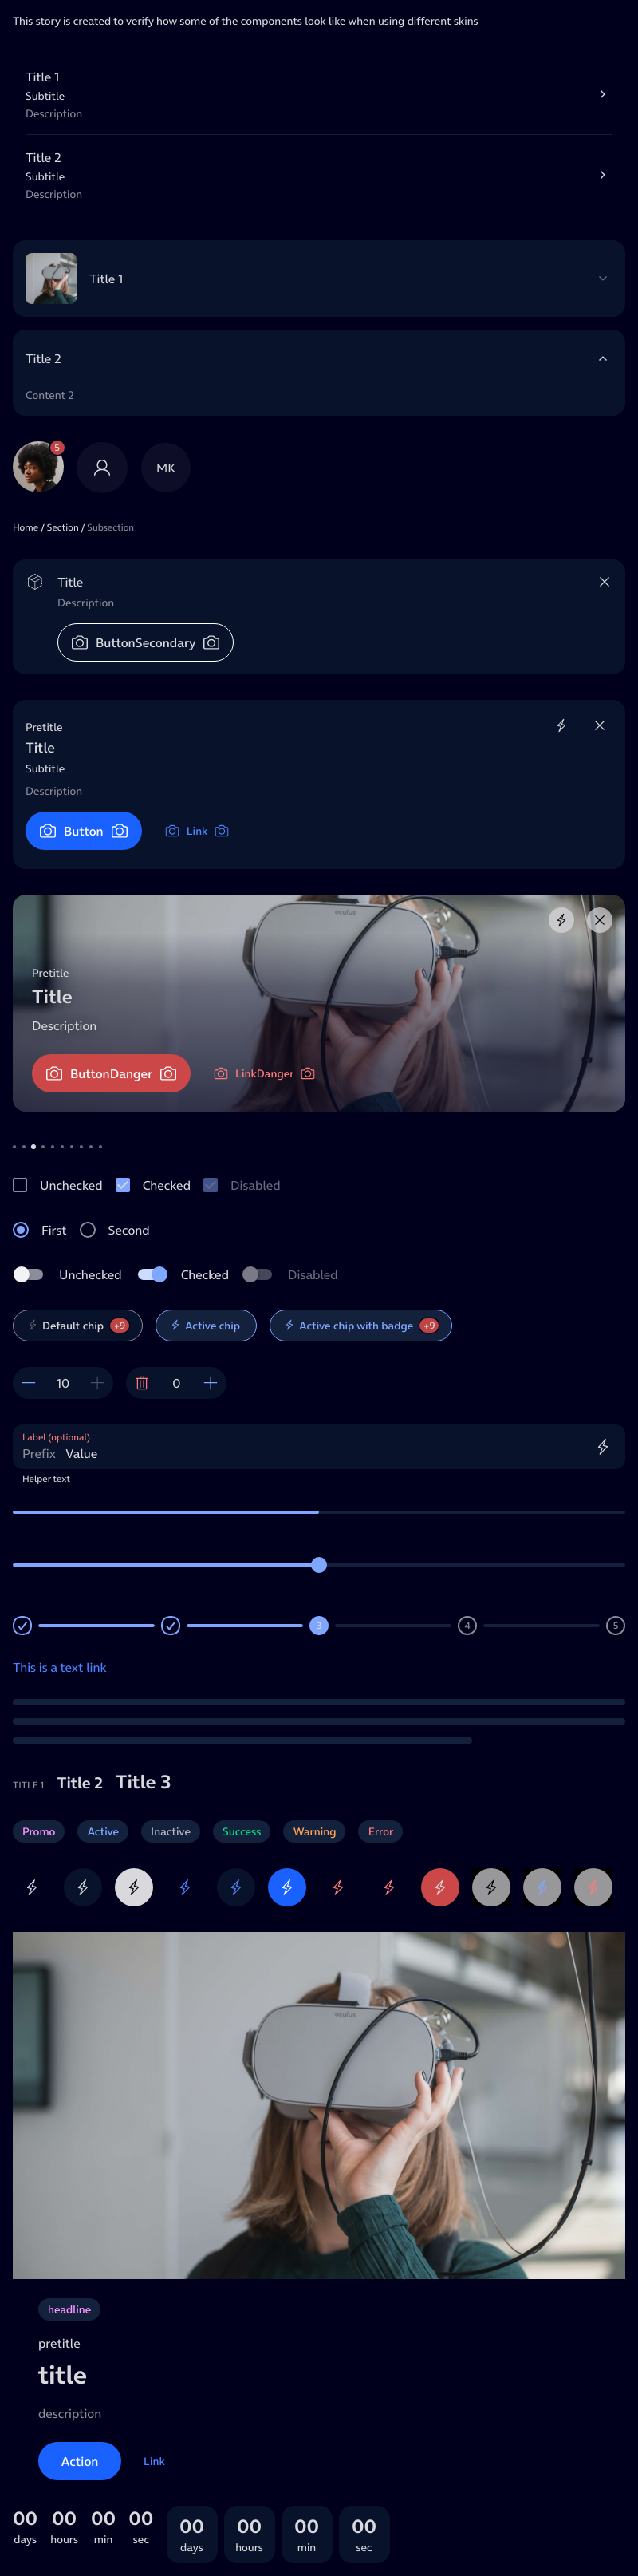 This story is created to verify how some of the components look like when using different skins
Title 1
Subtitle
Description
Title 2
Subtitle
Description
Title 1
Title 2
Content 2
5
MK
Home / Section / Subsection
Title
Description
ButtonSecondary
Pretitle
Title
Subtitle
Description
Button Link
oculus
Pretitle
Title
Description
ButtonDanger LinkDanger
Unchecked Checked Disabled
First Second
Unchecked Checked Disabled
Default chip +9 Active chip Active chip with badge +9
10 0
Label (optional)
Prefix Value
Helper text
3 4 5
This is a text link
TITLE 1 Title 2 Title 3
Promo Active Inactive Success Warning Error
oculus
headline
pretitle
title
description
Action Link
00 00 00 00 00 00 00 00
days hours min sec days hours min sec